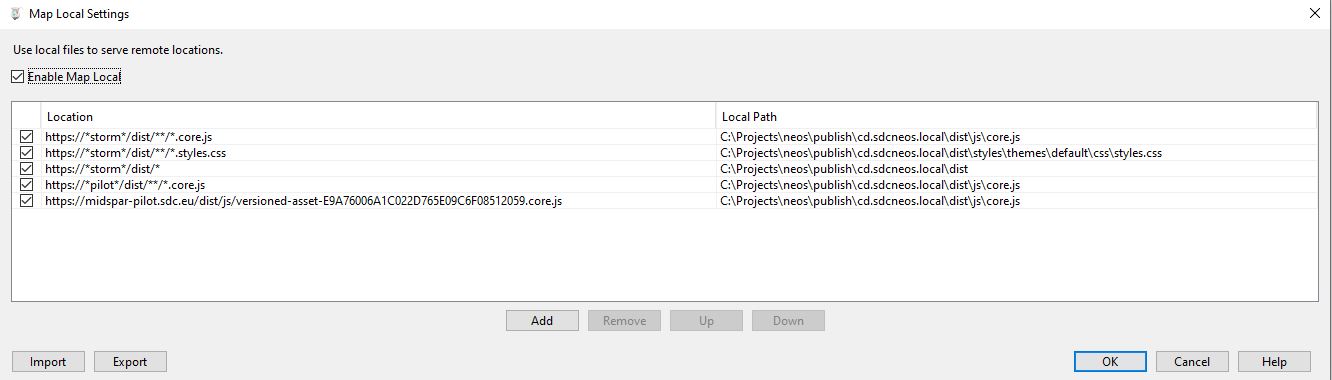 Map Local Settings
Use local files to serve remote locations.
Enable Map Local
Location Local Path
https://*storm*/dist/**/*.core.js C:\Projects\neos\publish\cd.sdcneos.local\dist\js\core.js
https://*storm*/dist/**/*.styles.css C:\Projects\neos\publish\cd.sdcneos.local\dist\styles\themes\default\css\styles.css
https://*storm*/dist/* C:\Projects\neos\publish\cd.sdcneos.local\dist
https://*pilot*/dist/**/*.core.js C:\Projects\neos\publish\cd.sdcneos.local\dist\js\core.js
https://midspar-pilot.sdc.eu/dist/js/versioned-asset-E9A76006A1C022D765E09C6F08512059.core.js C:\Projects\neos\publish\cd.sdcneos.local\dist\js\core.js
Add Remove Up Down
Import Export OK Cancel Help